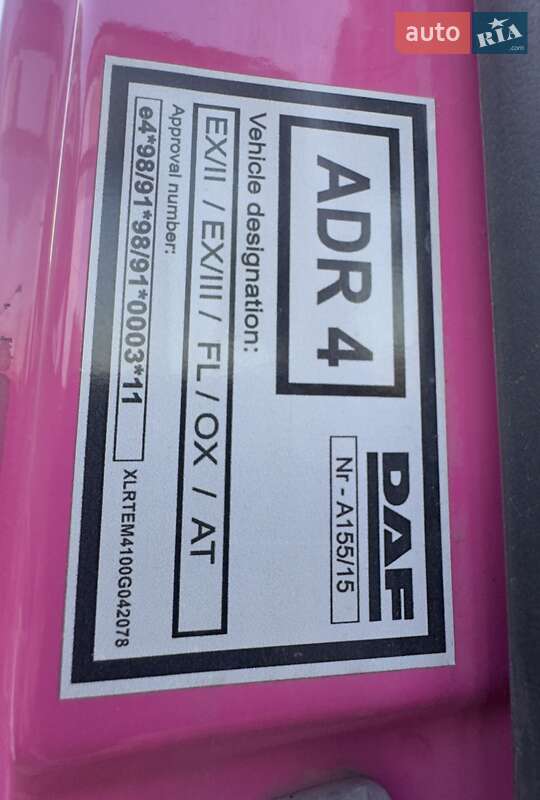 auto RIA.com
ADR 4
DAF
Nr - A155/15
Vehicle designation:
EX/II / EX/III / FL / OX / AT
Approval number:
e4*98/91*98/91*0003*11
XLRTEM4100G042078